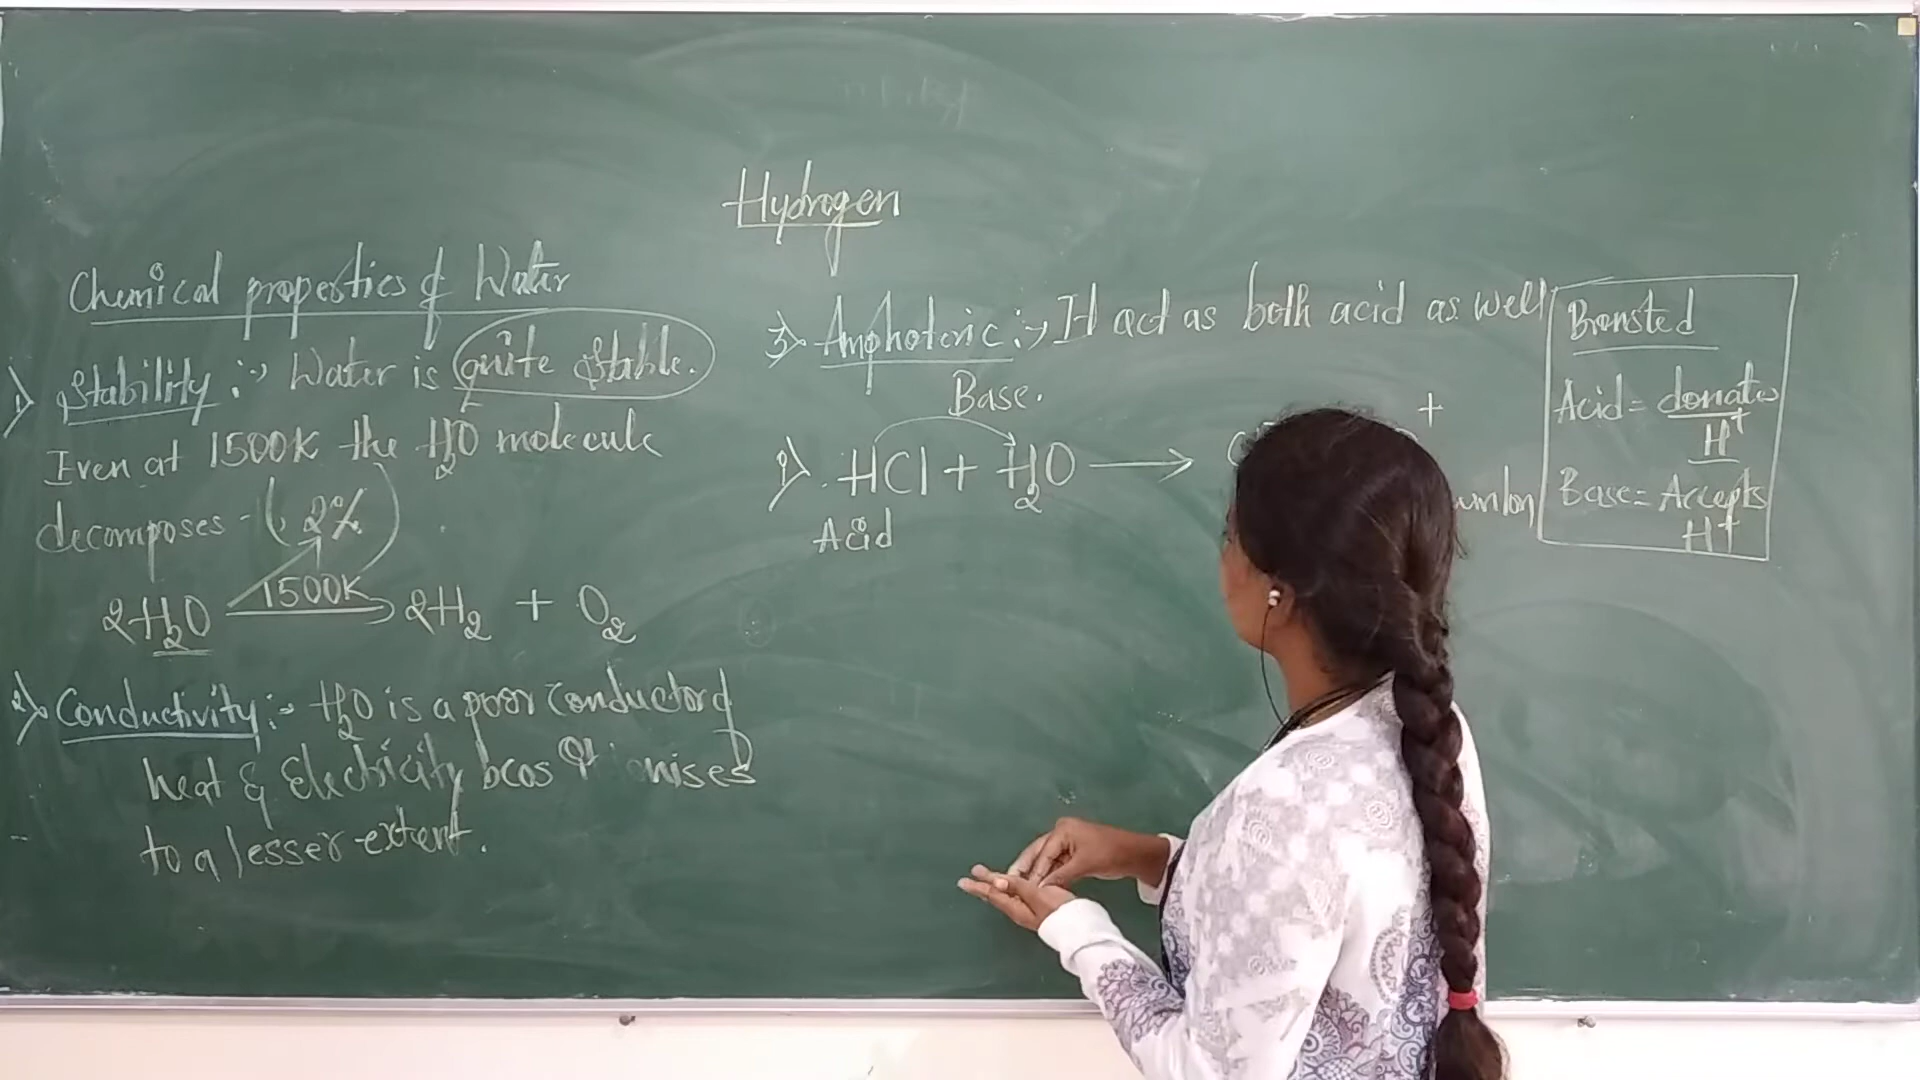 Hydrogen
Chemical properties of Water
1) Stability :-> Water is quite stable.
Even at 1500K the H2O molecule
decomposes - (2%)
2H2O 1500K → 2H2 + O2
2) Conductivity :- H2O is a poor conductor of
heat & Electricity bcos nises
to a lesser extent.
3) Amphoteric :-> It act as both acid as well
Base.
HCl + H2O ⟶ +
Acid
Bronsted
Acid = donates
H+
Base = Accepts
H+